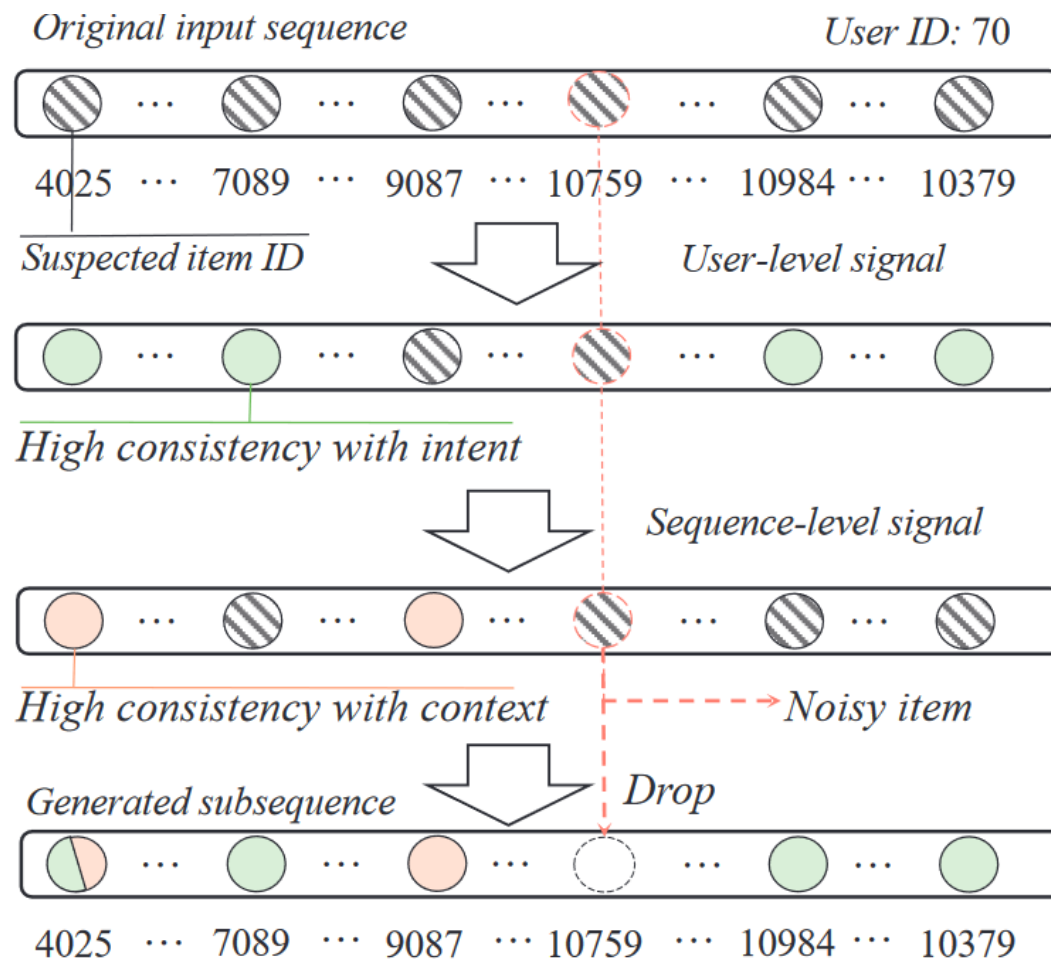 Original input sequence User ID: 70
... ... ... ... ...
4025 ... 7089 ... 9087 ... 10759 ... 10984 ... 10379
Suspected item ID User-level signal
... ... ... ... ...
High consistency with intent
Sequence-level signal
... ... ... ... ...
High consistency with context Noisy item
Drop
Generated subsequence
... ... ... ... ...
4025 ... 7089 ... 9087 ... 10759 ... 10984 ... 10379